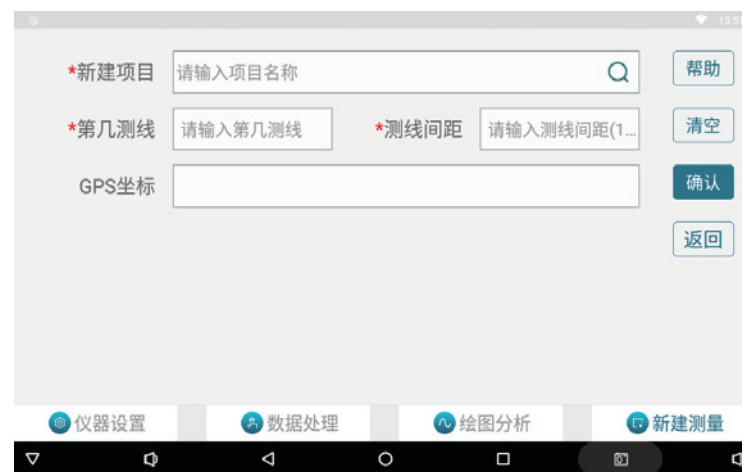 13:5
*新建项目 请输入项目名称 帮助
*第几测线 请输入第几测线 *测线间距 请输入测线间距(1... 清空
GPS坐标 确认
返回
仪器设置 数据处理 绘图分析 新建测量